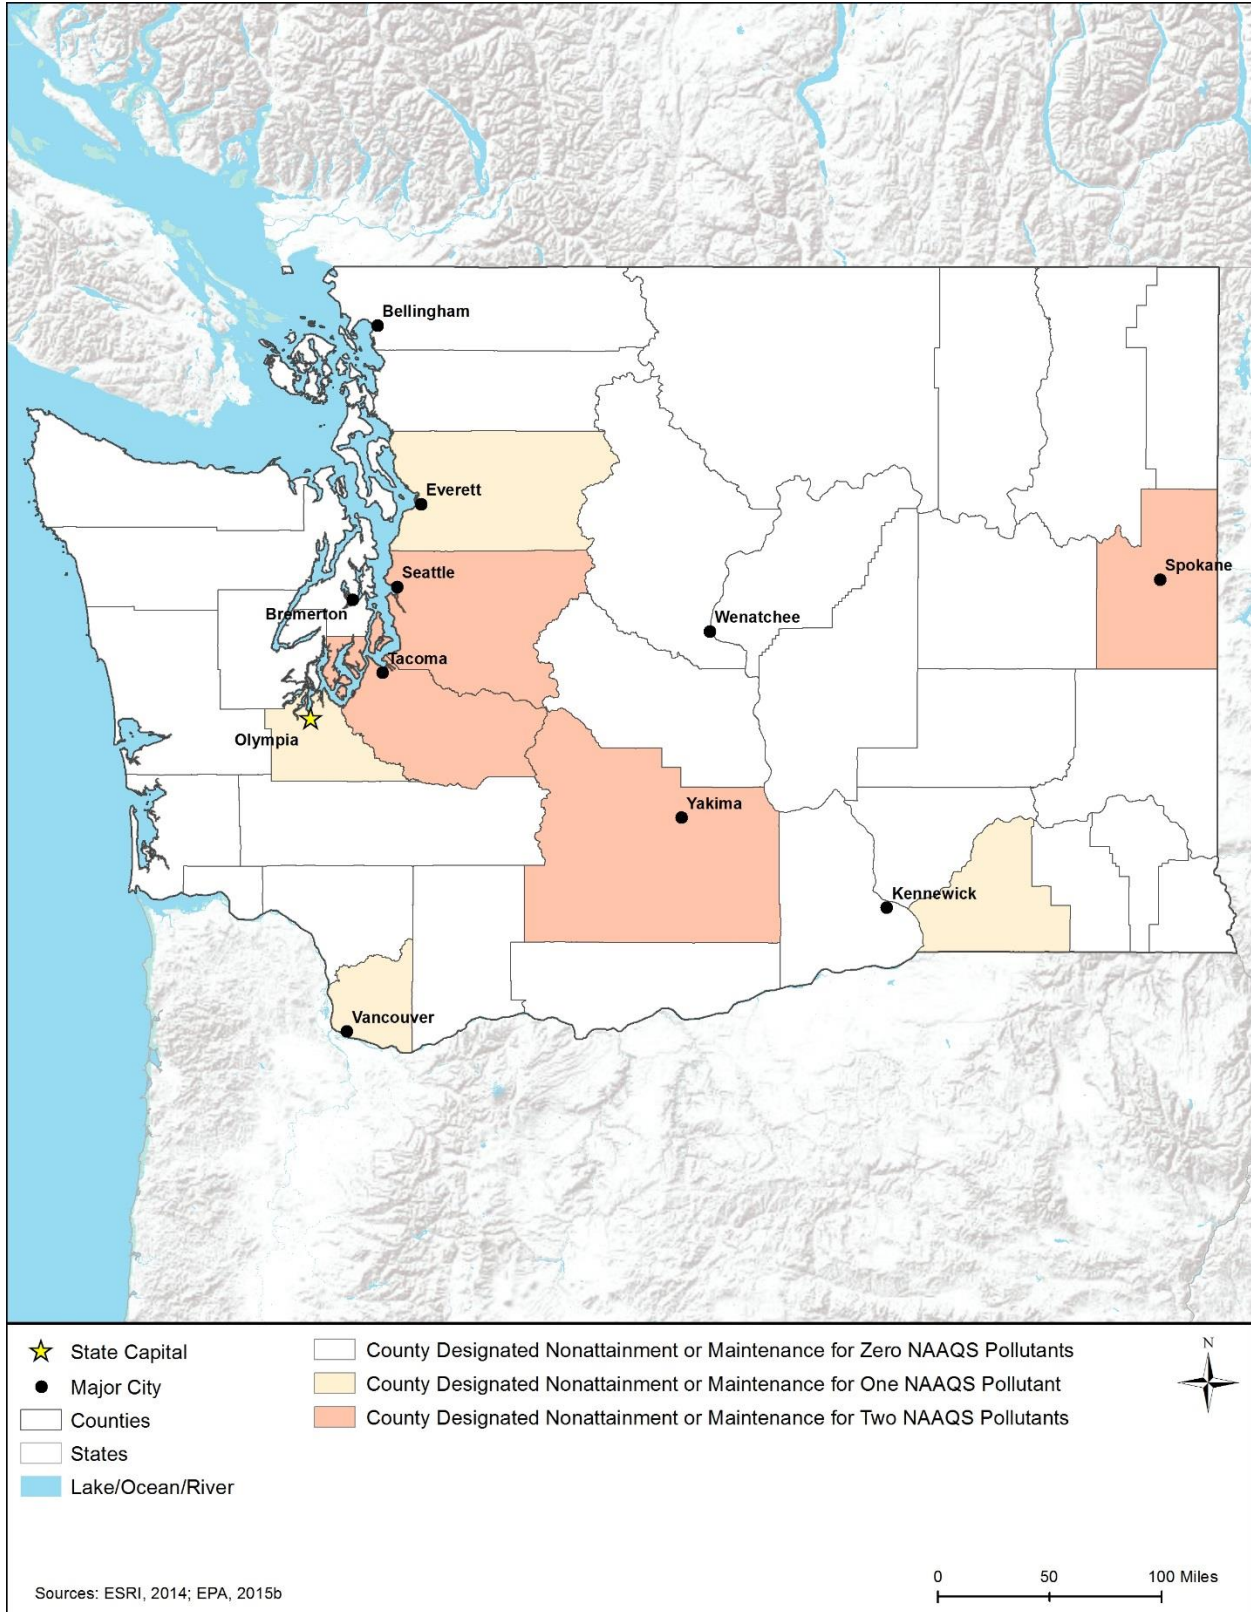 Bellingham
Everett
Seattle
Spokane
Bremerton
Wenatchee
Tacoma
Olympia
Yakima
Kennewick
Vancouver
State Capital
Major City
Counties
States
Lake/Ocean/River
County Designated Nonattainment or Maintenance for Zero NAAQS Pollutants
County Designated Nonattainment or Maintenance for One NAAQS Pollutant
County Designated Nonattainment or Maintenance for Two NAAQS Pollutants
N
0 50 100 Miles
Sources: ESRI, 2014; EPA, 2015b